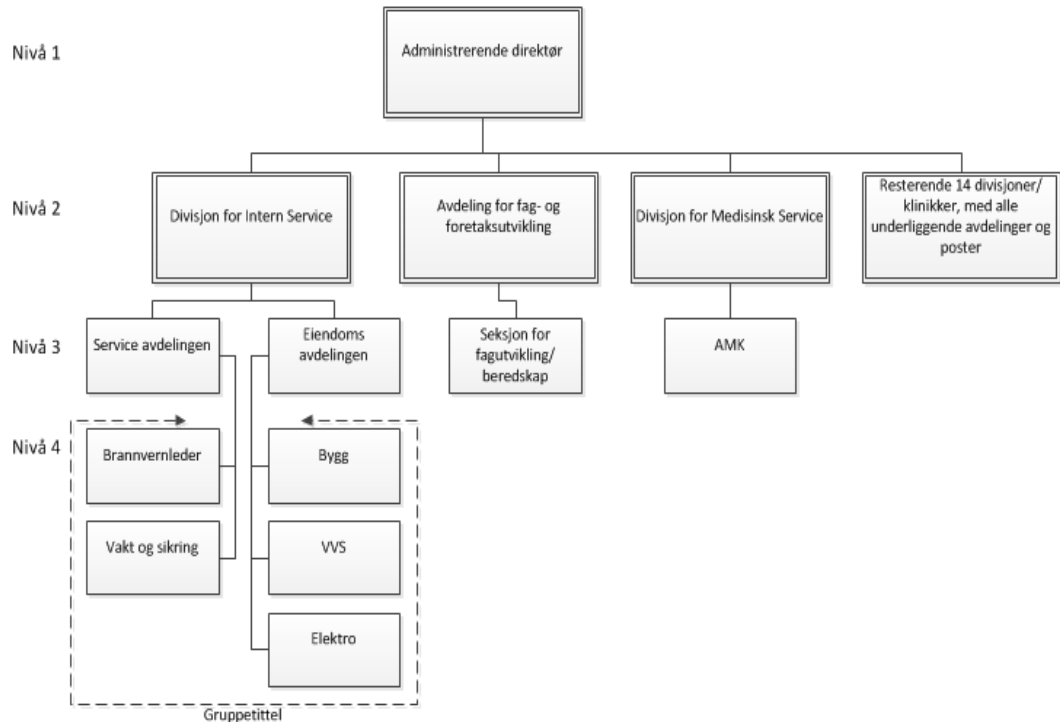 Nivå 1
Administrerende direktør
Nivå 2
Divisjon for Intern Service
Avdeling for fag- og
foretaksutvikling
Divisjon for Medisinsk Service
Resterende 14 divisjoner/
klinikker, med alle
underliggende avdelinger og
poster
Nivå 3
Service avdelingen
Eiendoms
avdelingen
Seksjon for
fagutvikling/
beredskap
AMK
Nivå 4
Brannvernleder
Bygg
Vakt og sikring
VVS
Elektro
Gruppetittel